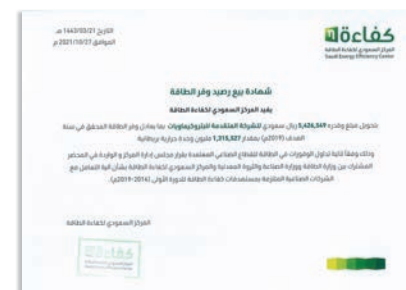 التاريخ 1443/03/21 هـ
الموافق 2021/10/27 م
كفاءة
المركز السعودي لكفاءة الطاقة
Saudi Energy Efficiency Center
شهادة بيع رصيد وفر الطاقة
يفيد المركز السعودي لكفاءة الطاقة
بتحويل مبلغ وقدره 5,426,549 ريال سعودي للشركة المتقدمة للبتروكيماويات بما يعادل وفر الطاقة المحقق في سنة
الهدف (2019م) بمقدار 1,215,527 مليون وحدة حرارية بريطانية
وذلك وفقاً لآلية تداول الوفورات في الطاقة للقطاع الصناعي المعتمدة بقرار مجلس إدارة المركز و الواردة في المحضر
المشترك بين وزارة الطاقة ووزارة الصناعة والثروة المعدنية والمركز السعودي لكفاءة الطاقة بشأن آلية التعامل مع
الشركات الصناعية الملتزمة بمستهدفات كفاءة الطاقة للدورة الأولى (2016-2019م).
المركز السعودي لكفاءة الطاقة